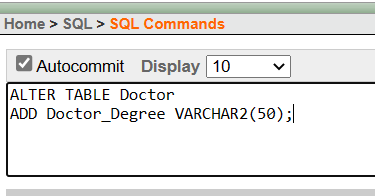 Home > SQL > SQL Commands
Autocommit Display 10
ALTER TABLE Doctor
ADD Doctor_Degree VARCHAR2(50);